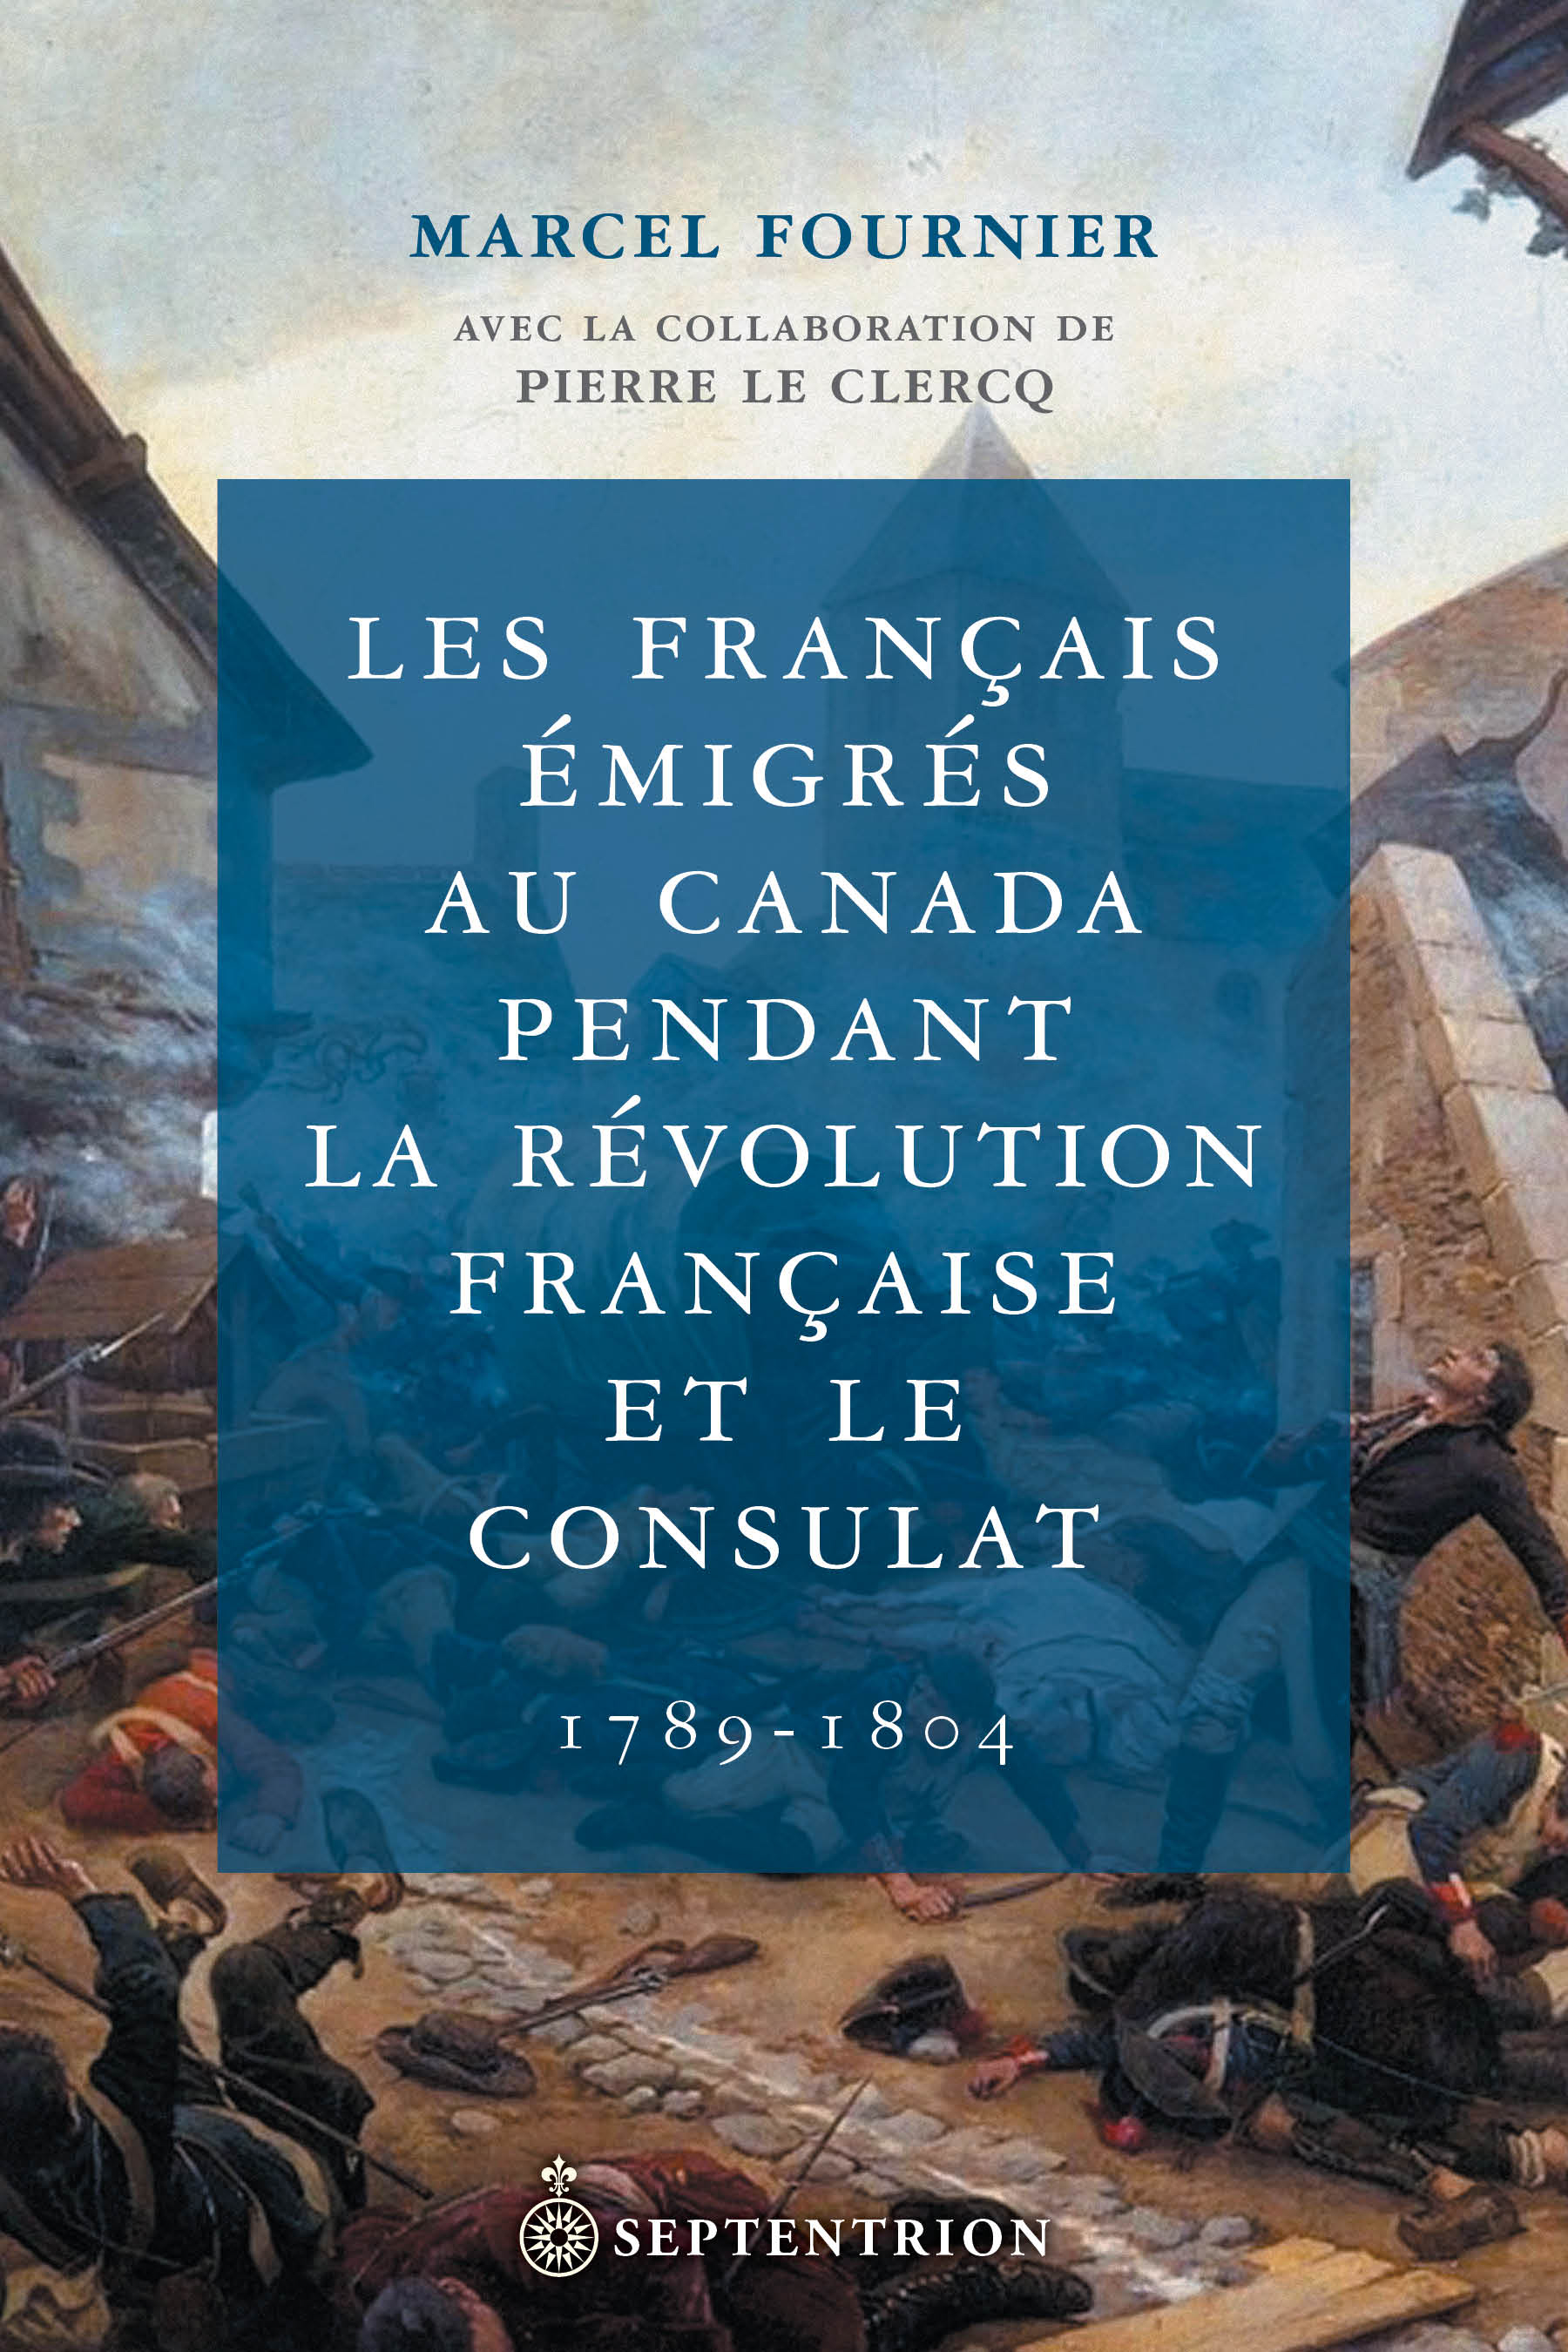 MARCEL FOURNIER
AVEC LA COLLABORATION DE
PIERRE LE CLERCQ
LES FRANÇAIS
ÉMIGRÉS
AU CANADA
PENDANT
LA RÉVOLUTION
FRANÇAISE
ET LE
CONSULAT
1789-1804
SEPTENTRION